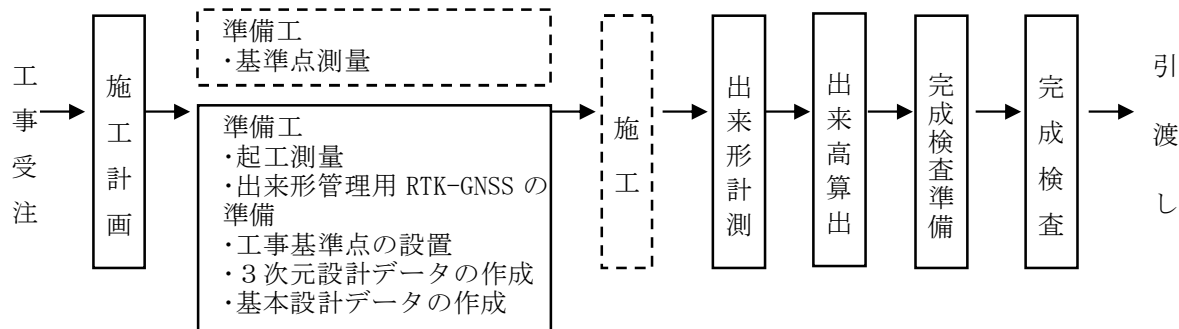 工事受注
施工計画
準備工
・基準点測量
準備工
・起工測量
・出来形管理用 RTK-GNSS の
準備
・工事基準点の設置
・３次元設計データの作成
・基本設計データの作成
施工
出来形計測
出来高算出
完成検査準備
完成検査
引渡し